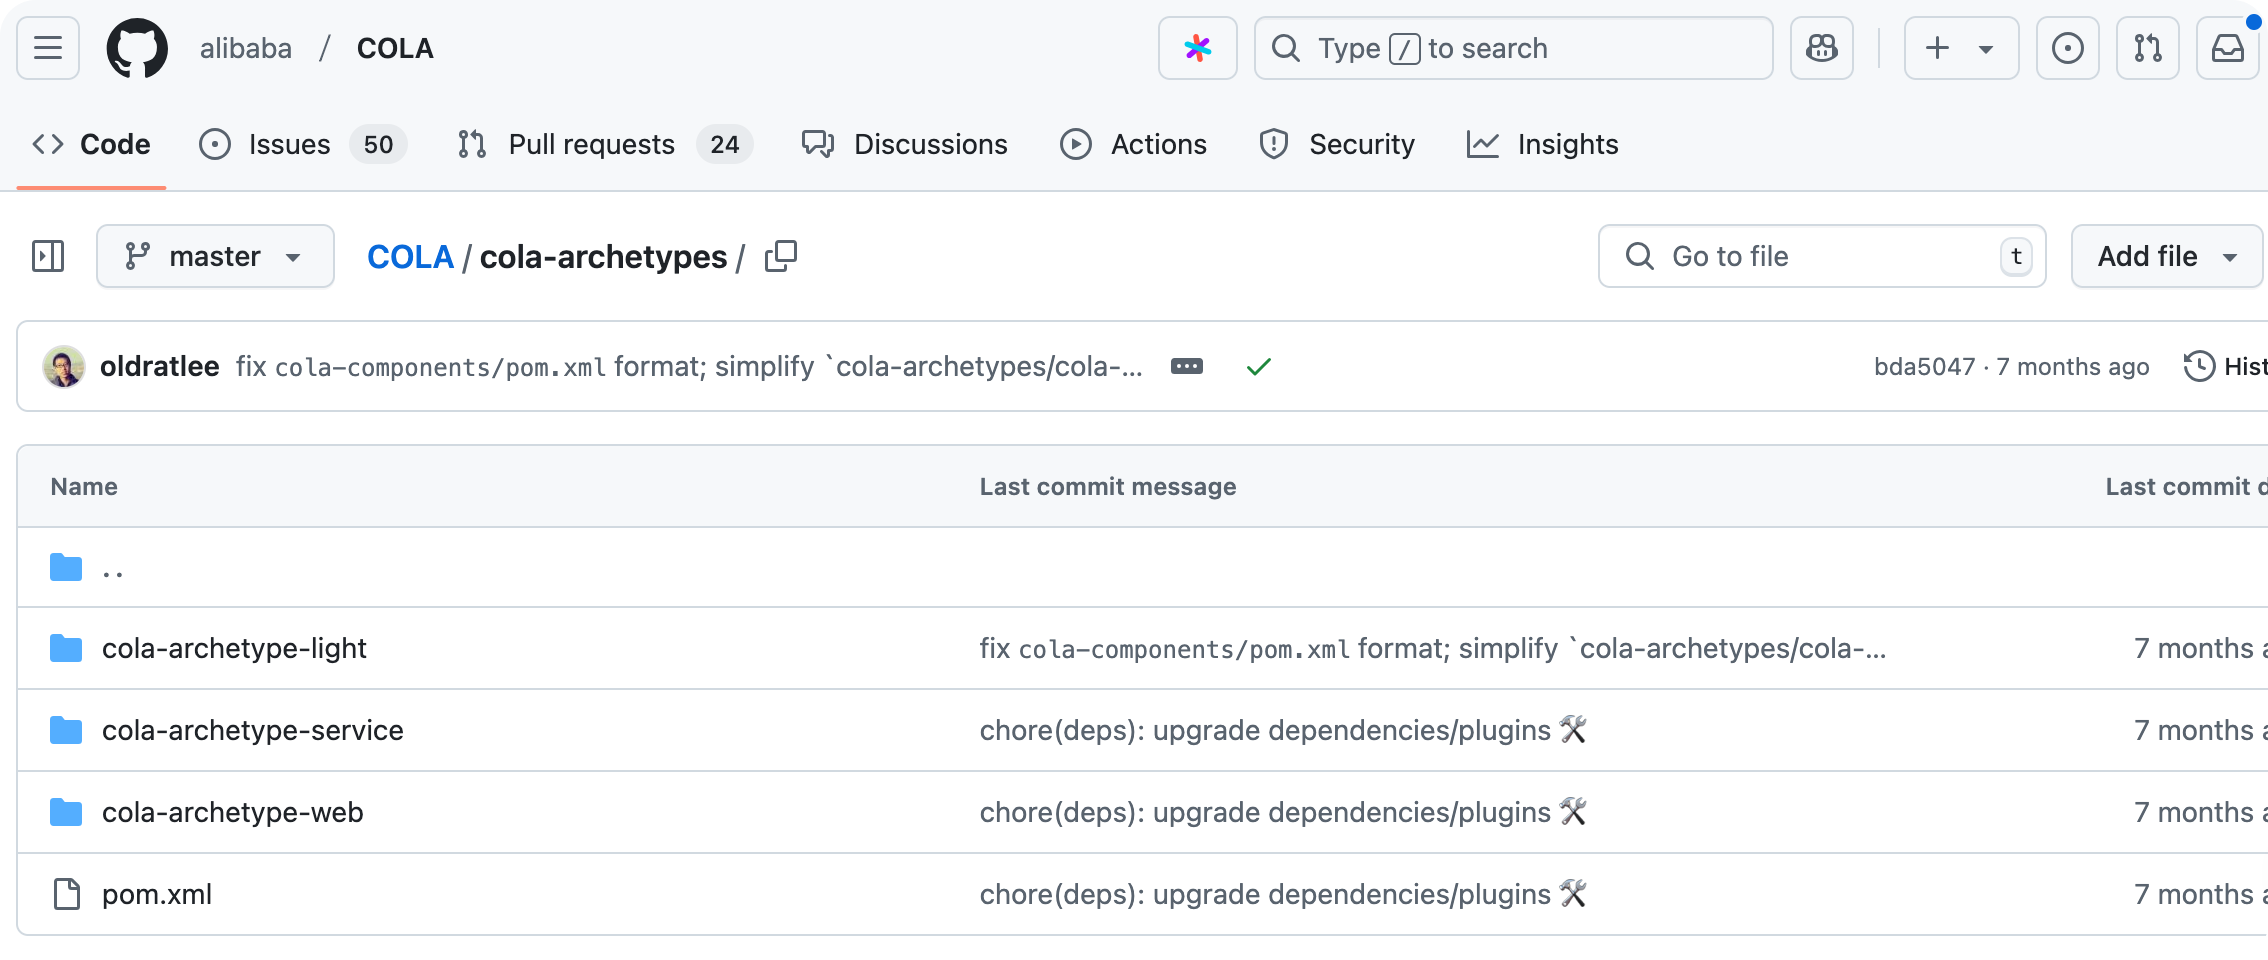 alibaba / COLA
Type / to search
Code
Issues 50
Pull requests 24
Discussions
Actions
Security
Insights
master
COLA / cola-archetypes /
Go to file
t
Add file
oldratlee fix cola-components/pom.xml format; simplify `cola-archetypes/cola-...
bda5047 · 7 months ago
Hist
Name Last commit message Last commit d
..
cola-archetype-light fix cola-components/pom.xml format; simplify `cola-archetypes/cola-... 7 months a
cola-archetype-service chore(deps): upgrade dependencies/plugins 🛠 7 months a
cola-archetype-web chore(deps): upgrade dependencies/plugins 🛠 7 months a
pom.xml chore(deps): upgrade dependencies/plugins 🛠 7 months a